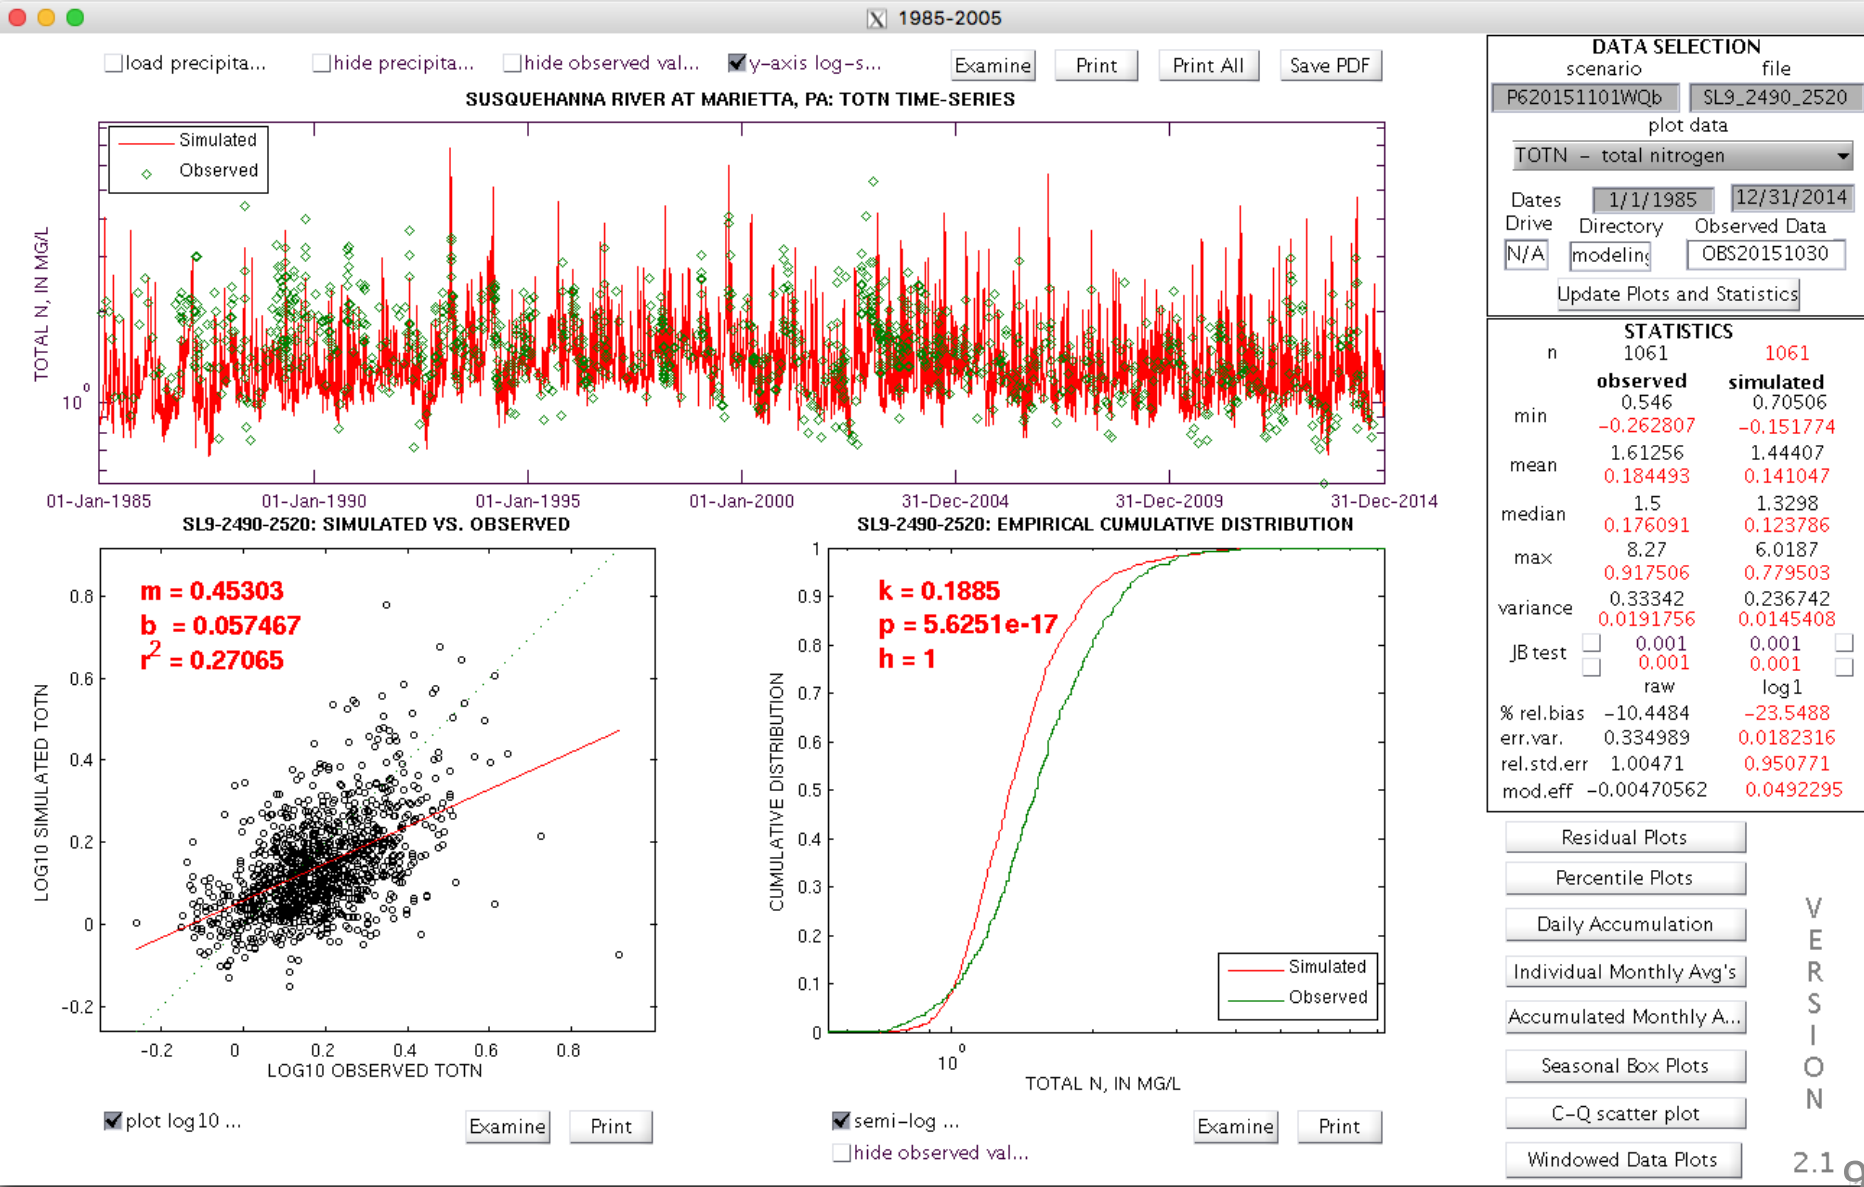 1985-2005
load precipita...
hide precipita...
hide observed val...
y-axis log-s...
Examine
Print
Print All
Save PDF
SUSQUEHANNA RIVER AT MARIETTA, PA: TOTN TIME-SERIES
Simulated
Observed
TOTAL N, IN MG/L
10^0
01-Jan-1985
01-Jan-1990
01-Jan-1995
01-Jan-2000
31-Dec-2004
31-Dec-2009
31-Dec-2014
SL9-2490-2520: SIMULATED VS. OBSERVED
m = 0.45303
b = 0.057467
r^2 = 0.27065
LOG10 SIMULATED TOTN
0.8
0.6
0.4
0.2
0
-0.2
-0.2 0 0.2 0.4 0.6 0.8
LOG10 OBSERVED TOTN
plot log10 ...
Examine
Print
SL9-2490-2520: EMPIRICAL CUMULATIVE DISTRIBUTION
k = 0.1885
p = 5.6251e-17
h = 1
CUMULATIVE DISTRIBUTION
1
0.9
0.8
0.7
0.6
0.5
0.4
0.3
0.2
0.1
0
Simulated
Observed
10^0
TOTAL N, IN MG/L
semi-log ...
hide observed val...
Examine
Print
DATA SELECTION
scenario file
P620151101WQb SL9_2490_2520
plot data
TOTN - total nitrogen
Dates 1/1/1985 12/31/2014
Drive Directory Observed Data
N/A modeling OBS20151030
Update Plots and Statistics
STATISTICS
n 1061 1061
observed simulated
min 0.546 0.70506
-0.262807 -0.151774
mean 1.61256 1.44407
0.184493 0.141047
median 1.5 1.3298
0.176091 0.123786
max 8.27 6.0187
0.917506 0.779503
variance 0.33342 0.236742
0.0191756 0.0145408
JB test 0.001 0.001
0.001 0.001
raw log1
% rel.bias -10.4484 -23.5488
err.var. 0.334989 0.0182316
rel.std.err 1.00471 0.950771
mod.eff -0.00470562 0.0492295
Residual Plots
Percentile Plots
Daily Accumulation
Individual Monthly Avg's
Accumulated Monthly A...
Seasonal Box Plots
C-Q scatter plot
Windowed Data Plots
VERSION
2.1